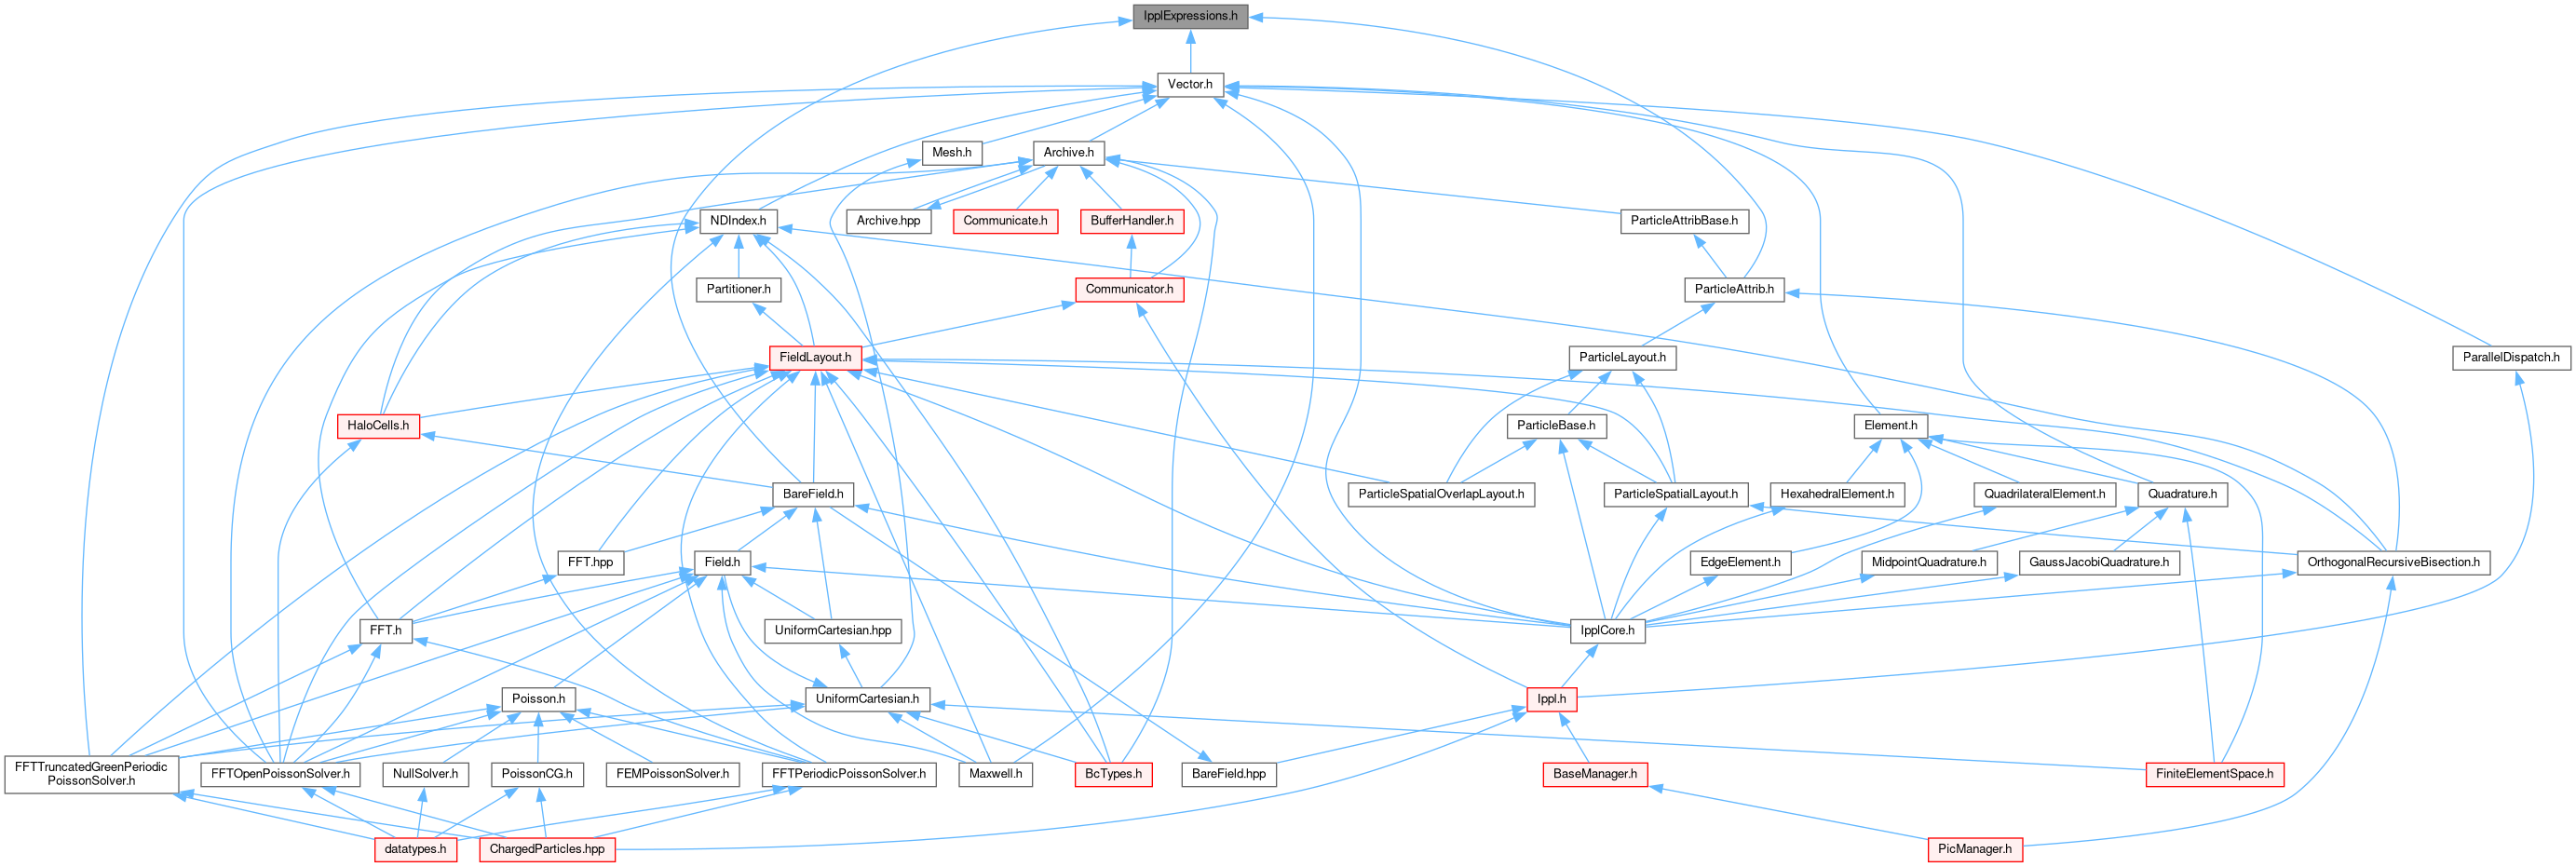 IpplExpressions.h
Vector.h
Mesh.h
Archive.h
Archive.hpp
Communicate.h
BufferHandler.h
ParticleAttribBase.h
NDIndex.h
Partitioner.h
Communicator.h
ParticleAttrib.h
FieldLayout.h
ParticleLayout.h
ParallelDispatch.h
HaloCells.h
ParticleBase.h
Element.h
BareField.h
ParticleSpatialOverlapLayout.h
ParticleSpatialLayout.h
HexahedralElement.h
QuadrilateralElement.h
Quadrature.h
FFT.hpp
Field.h
EdgeElement.h
MidpointQuadrature.h
GaussJacobiQuadrature.h
OrthogonalRecursiveBisection.h
FFT.h
UniformCartesian.hpp
IpplCore.h
Poisson.h
UniformCartesian.h
Ippl.h
FFTTruncatedGreenPeriodic
PoissonSolver.h
FFTOpenPoissonSolver.h
NullSolver.h
PoissonCG.h
FEMPoissonSolver.h
FFTPeriodicPoissonSolver.h
Maxwell.h
BcTypes.h
BareField.hpp
BaseManager.h
FiniteElementSpace.h
datatypes.h
ChargedParticles.hpp
PicManager.h